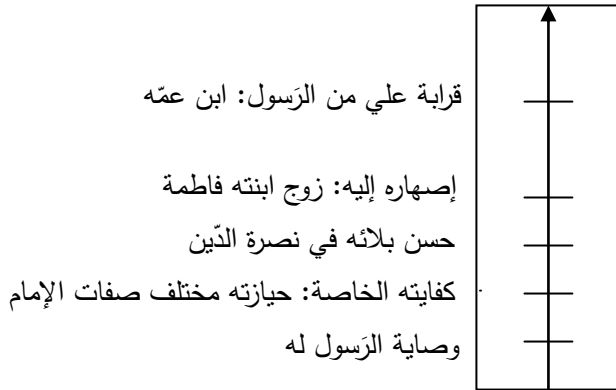 قرابة علي من الرَسول: ابن عمّه
إصهاره إليه: زوج ابنته فاطمة
حسن بلائه في نصرة الدّين
كفايته الخاصة: حيازته مختلف صفات الإمام
وصاية الرَسول له